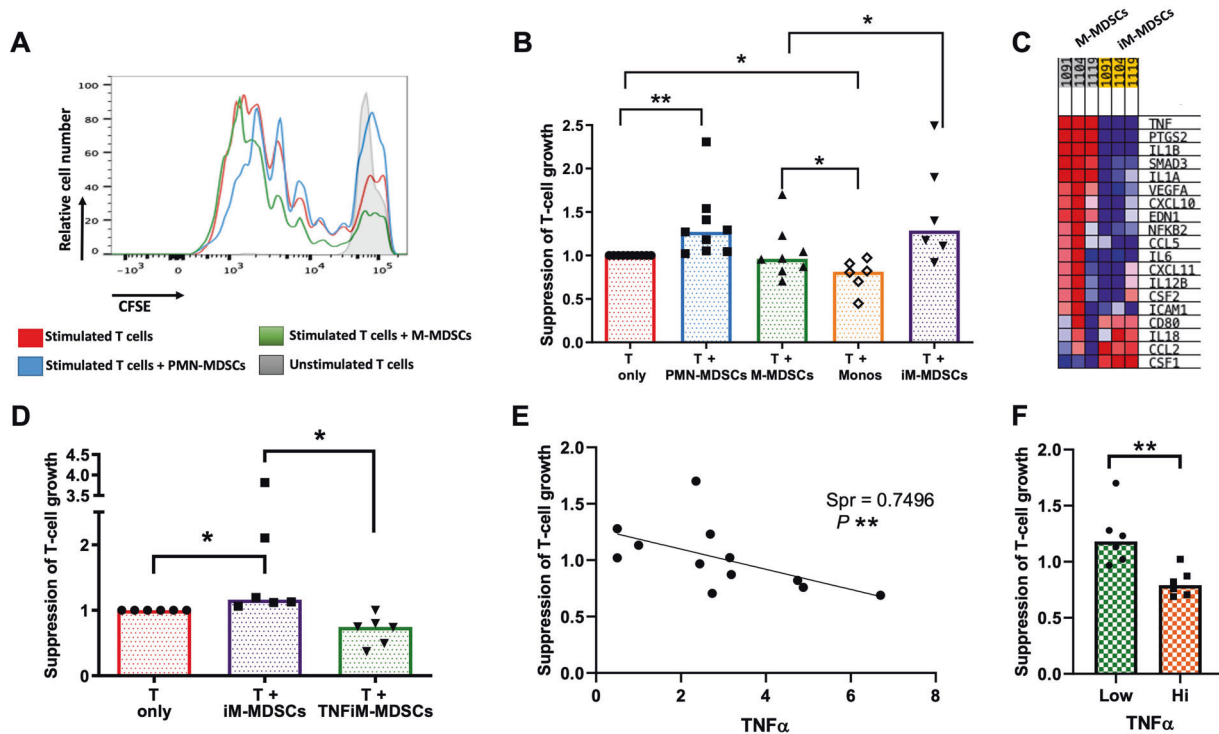 A
Relative cell number
100
80
60
40
20
0
-10³ 0 10³ 10⁴ 10⁵
CFSE
Stimulated T cells
Stimulated T cells + M-MDSCs
Stimulated T cells + PMN-MDSCs
Unstimulated T cells
B
Suppression of T-cell growth
2.5
2.0
1.5
1.0
0.5
0.0
*
*
**
*
T only
T + PMN-MDSCs
T + M-MDSCs
T + Monos
T + iM-MDSCs
C
M-MDSCs
iM-MDSCs
1091 1104 1119 1091 1104 1119
TNF
PTGS2
IL1B
SMAD3
IL1A
VEGFA
CXCL10
EDN1
NFKB2
CCL5
IL6
CXCL11
IL12B
CSF2
ICAM1
CD80
IL18
CCL2
CSF1
D
Suppression of T-cell growth
4.5
3.5
2
1
0
*
*
T only
T + iM-MDSCs
T + TNFiM-MDSCs
E
Suppression of T-cell growth
2.0
1.5
1.0
0.5
0.0
Spr = 0.7496
P **
0 2 4 6 8
TNFα
F
Suppression of T-cell growth
2.0
1.5
1.0
0.5
0.0
**
Low Hi
TNFα